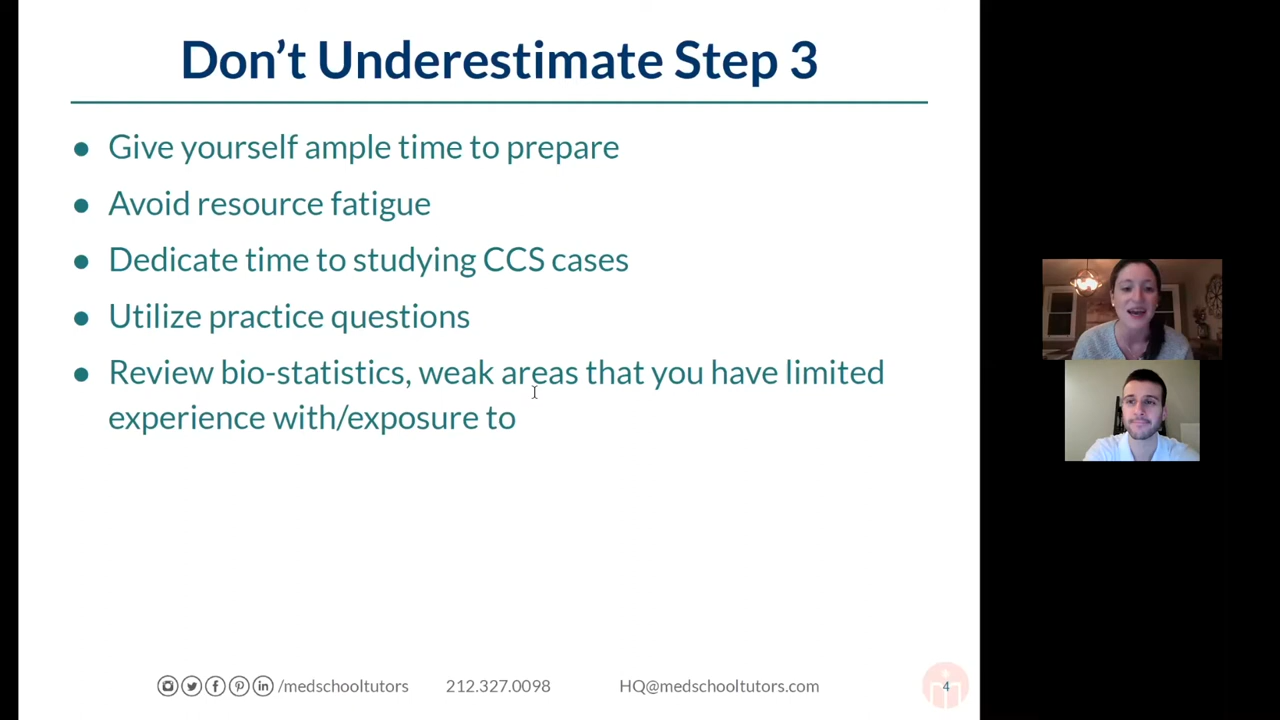 Don't Underestimate Step 3
● Give yourself ample time to prepare
● Avoid resource fatigue
● Dedicate time to studying CCS cases
● Utilize practice questions
● Review bio-statistics, weak areas that you have limited
experience with/exposure to
/medschooltutors 212.327.0098 HQ@medschooltutors.com 4